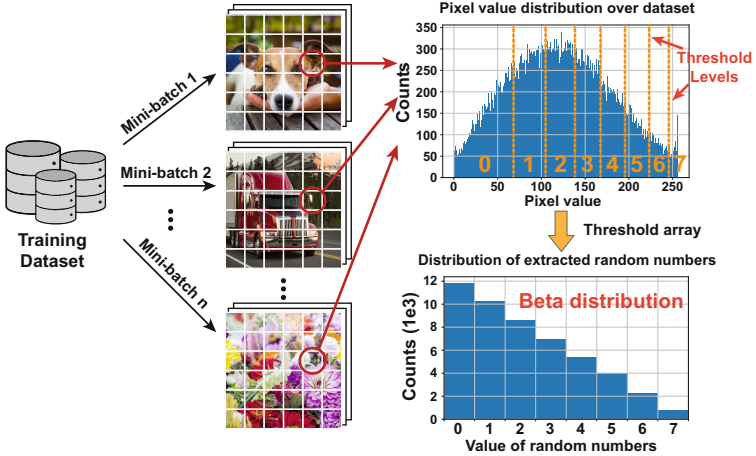 Mini-batch 1
Mini-batch 2
Mini-batch n
Training
Dataset
Pixel value distribution over dataset
Counts
350
300
250
200
150
100
50
0
0 1 2 3 4 5 6 7
Threshold
Levels
0 50 100 150 200 250
Pixel value
Threshold array
Distribution of extracted random numbers
Counts (1e3)
12
10
8
6
4
2
0
Beta distribution
0 1 2 3 4 5 6 7
Value of random numbers